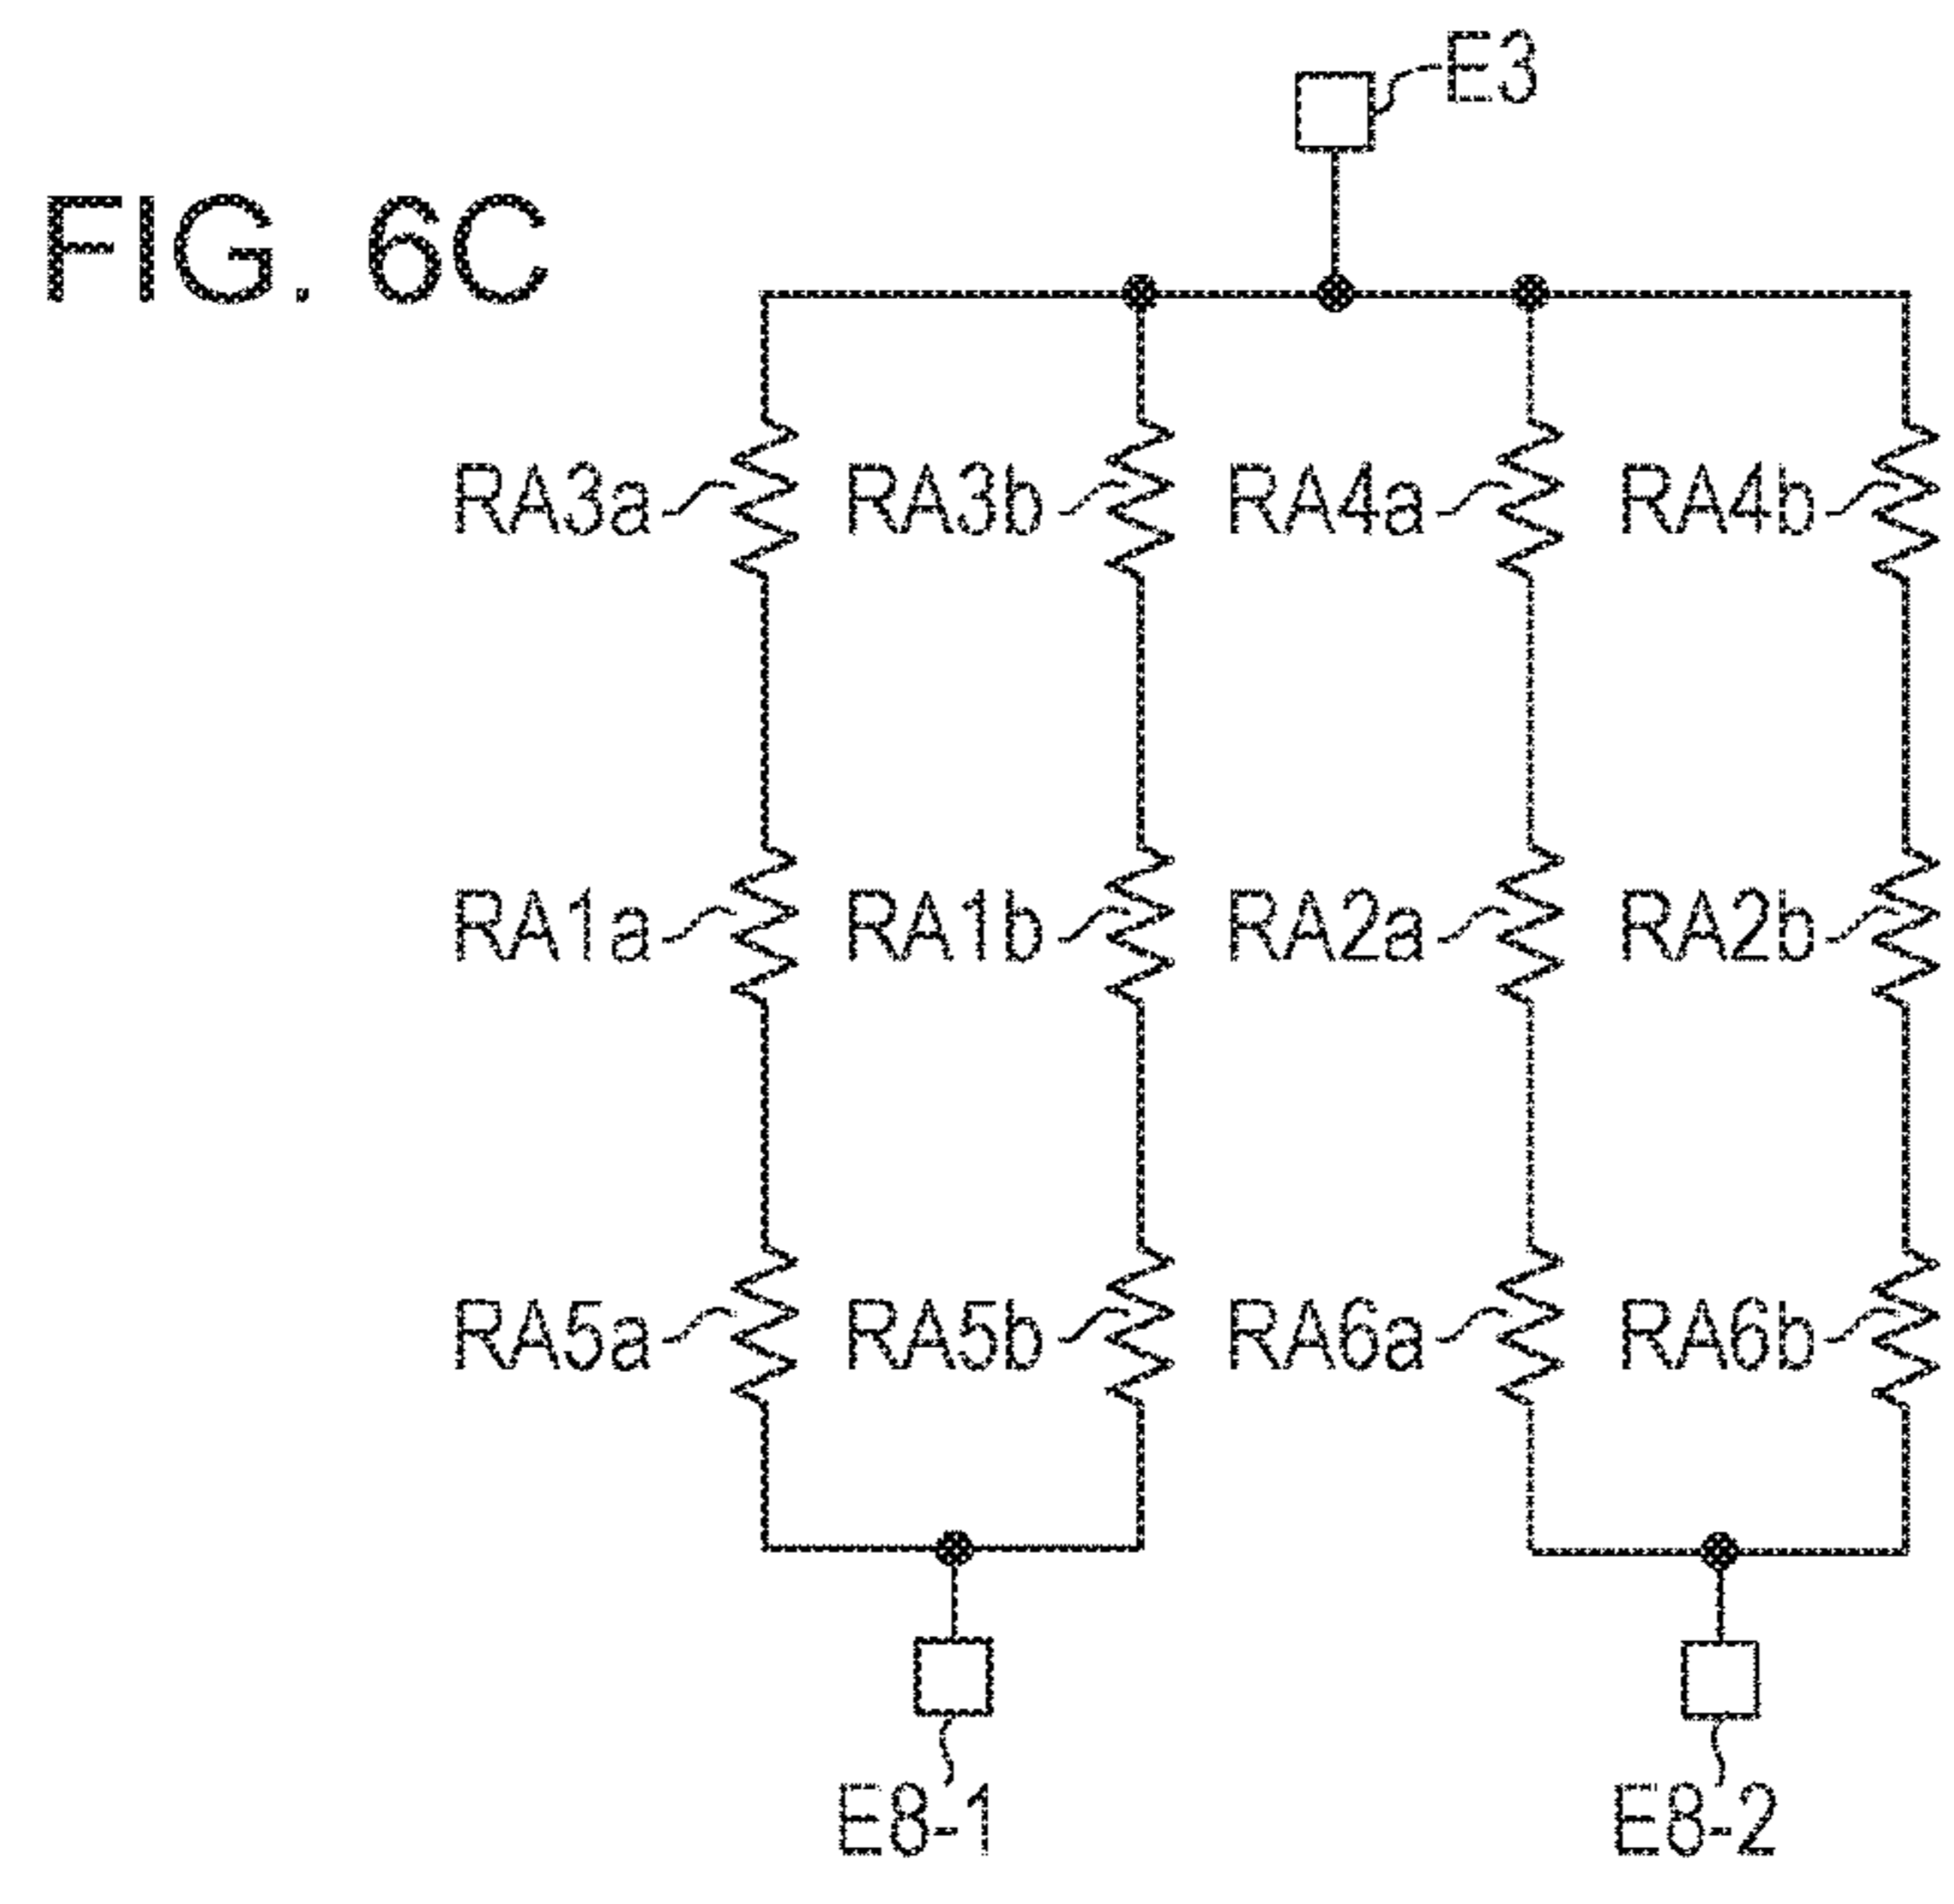 E3
FIG. 6C
RA3a RA3b RA4a RA4b
RA1a RA1b RA2a RA2b
RA5a RA5b RA6a RA6b
E8-1 E8-2